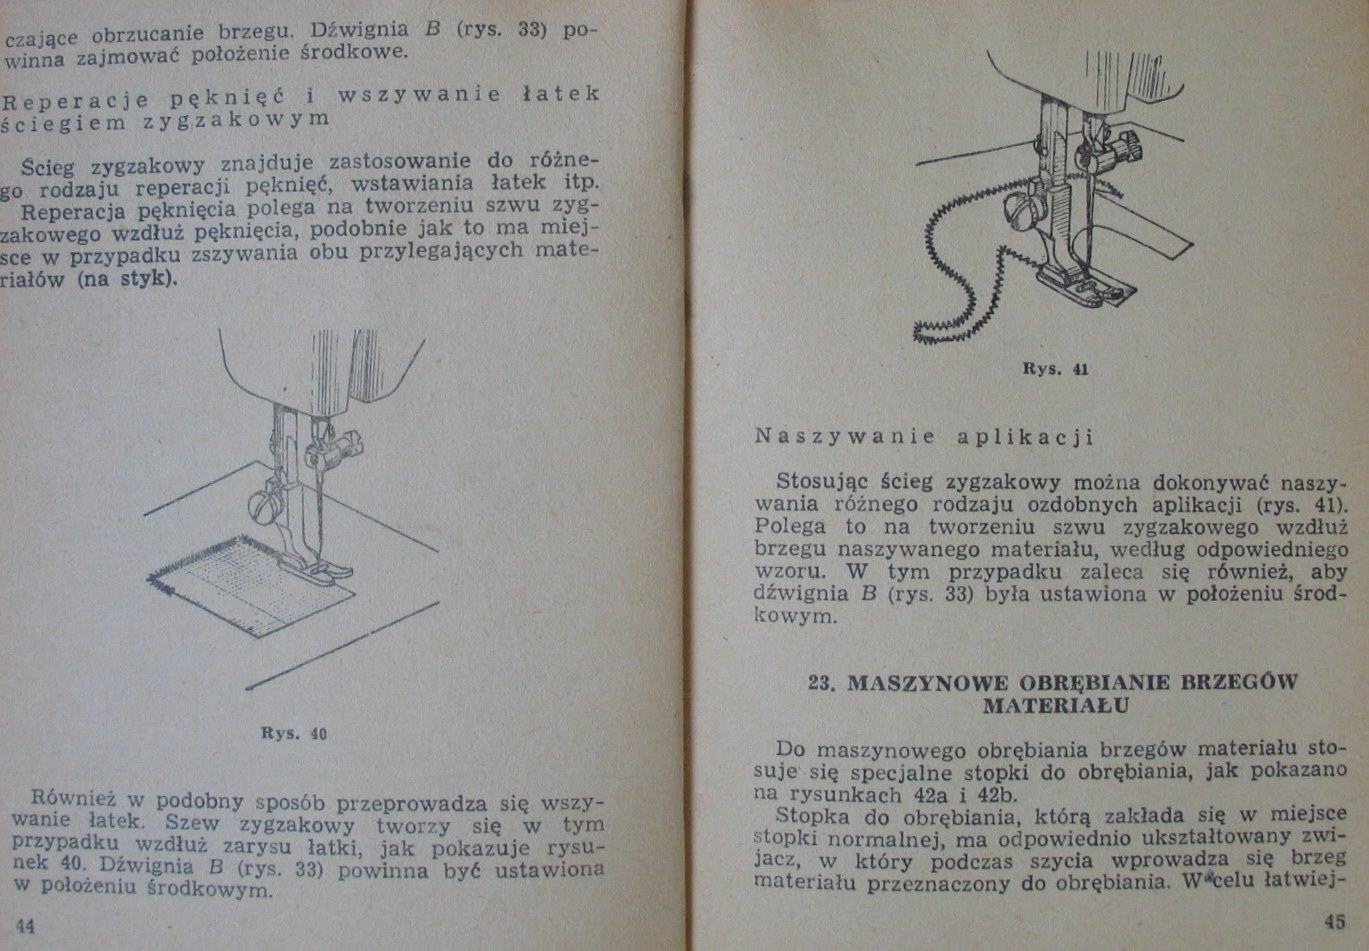 czające obrzucanie brzegu. Dźwignia B (rys. 33) po-
winna zajmować położenie środkowe.
Reperacje pęknięć i wszywanie łatek
ściegiem zygzakowym
Ścieg zygzakowy znajduje zastosowanie do różne-
go rodzaju reperacji pęknięć, wstawiania łatek itp.
Reperacja pęknięcia polega na tworzeniu szwu zyg-
zakowego wzdłuż pęknięcia, podobnie jak to ma miej-
sce w przypadku zszywania obu przylegających mate-
riałów (na styk).
Rys. 40
Również w podobny sposób przeprowadza się wszy-
wanie łatek. Szew zygzakowy tworzy się w tym
przypadku wzdłuż zarysu łatki, jak pokazuje rysu-
nek 40. Dźwignia B (rys. 33) powinna być ustawiona
w położeniu środkowym.
44
Rys. 41
Naszywanie aplikacji
Stosując ścieg zygzakowy można dokonywać naszy-
wania różnego rodzaju ozdobnych aplikacji (rys. 41).
Polega to na tworzeniu szwu zygzakowego wzdłuż
brzegu naszywanego materiału, według odpowiedniego
wzoru. W tym przypadku zaleca się również, aby
dźwignia B (rys. 33) była ustawiona w położeniu środ-
kowym.
23. MASZYNOWE OBRĘBIANIE BRZEGÓW
MATERIAŁU
Do maszynowego obrębiania brzegów materiału sto-
suje się specjalne stopki do obrębiania, jak pokazano
na rysunkach 42a i 42b.
Stopka do obrębiania, którą zakłada się w miejsce
stopki normalnej, ma odpowiednio ukształtowany zwi-
jacz, w który podczas szycia wprowadza się brzeg
materiału przeznaczony do obrębiania. W celu łatwiej-
45